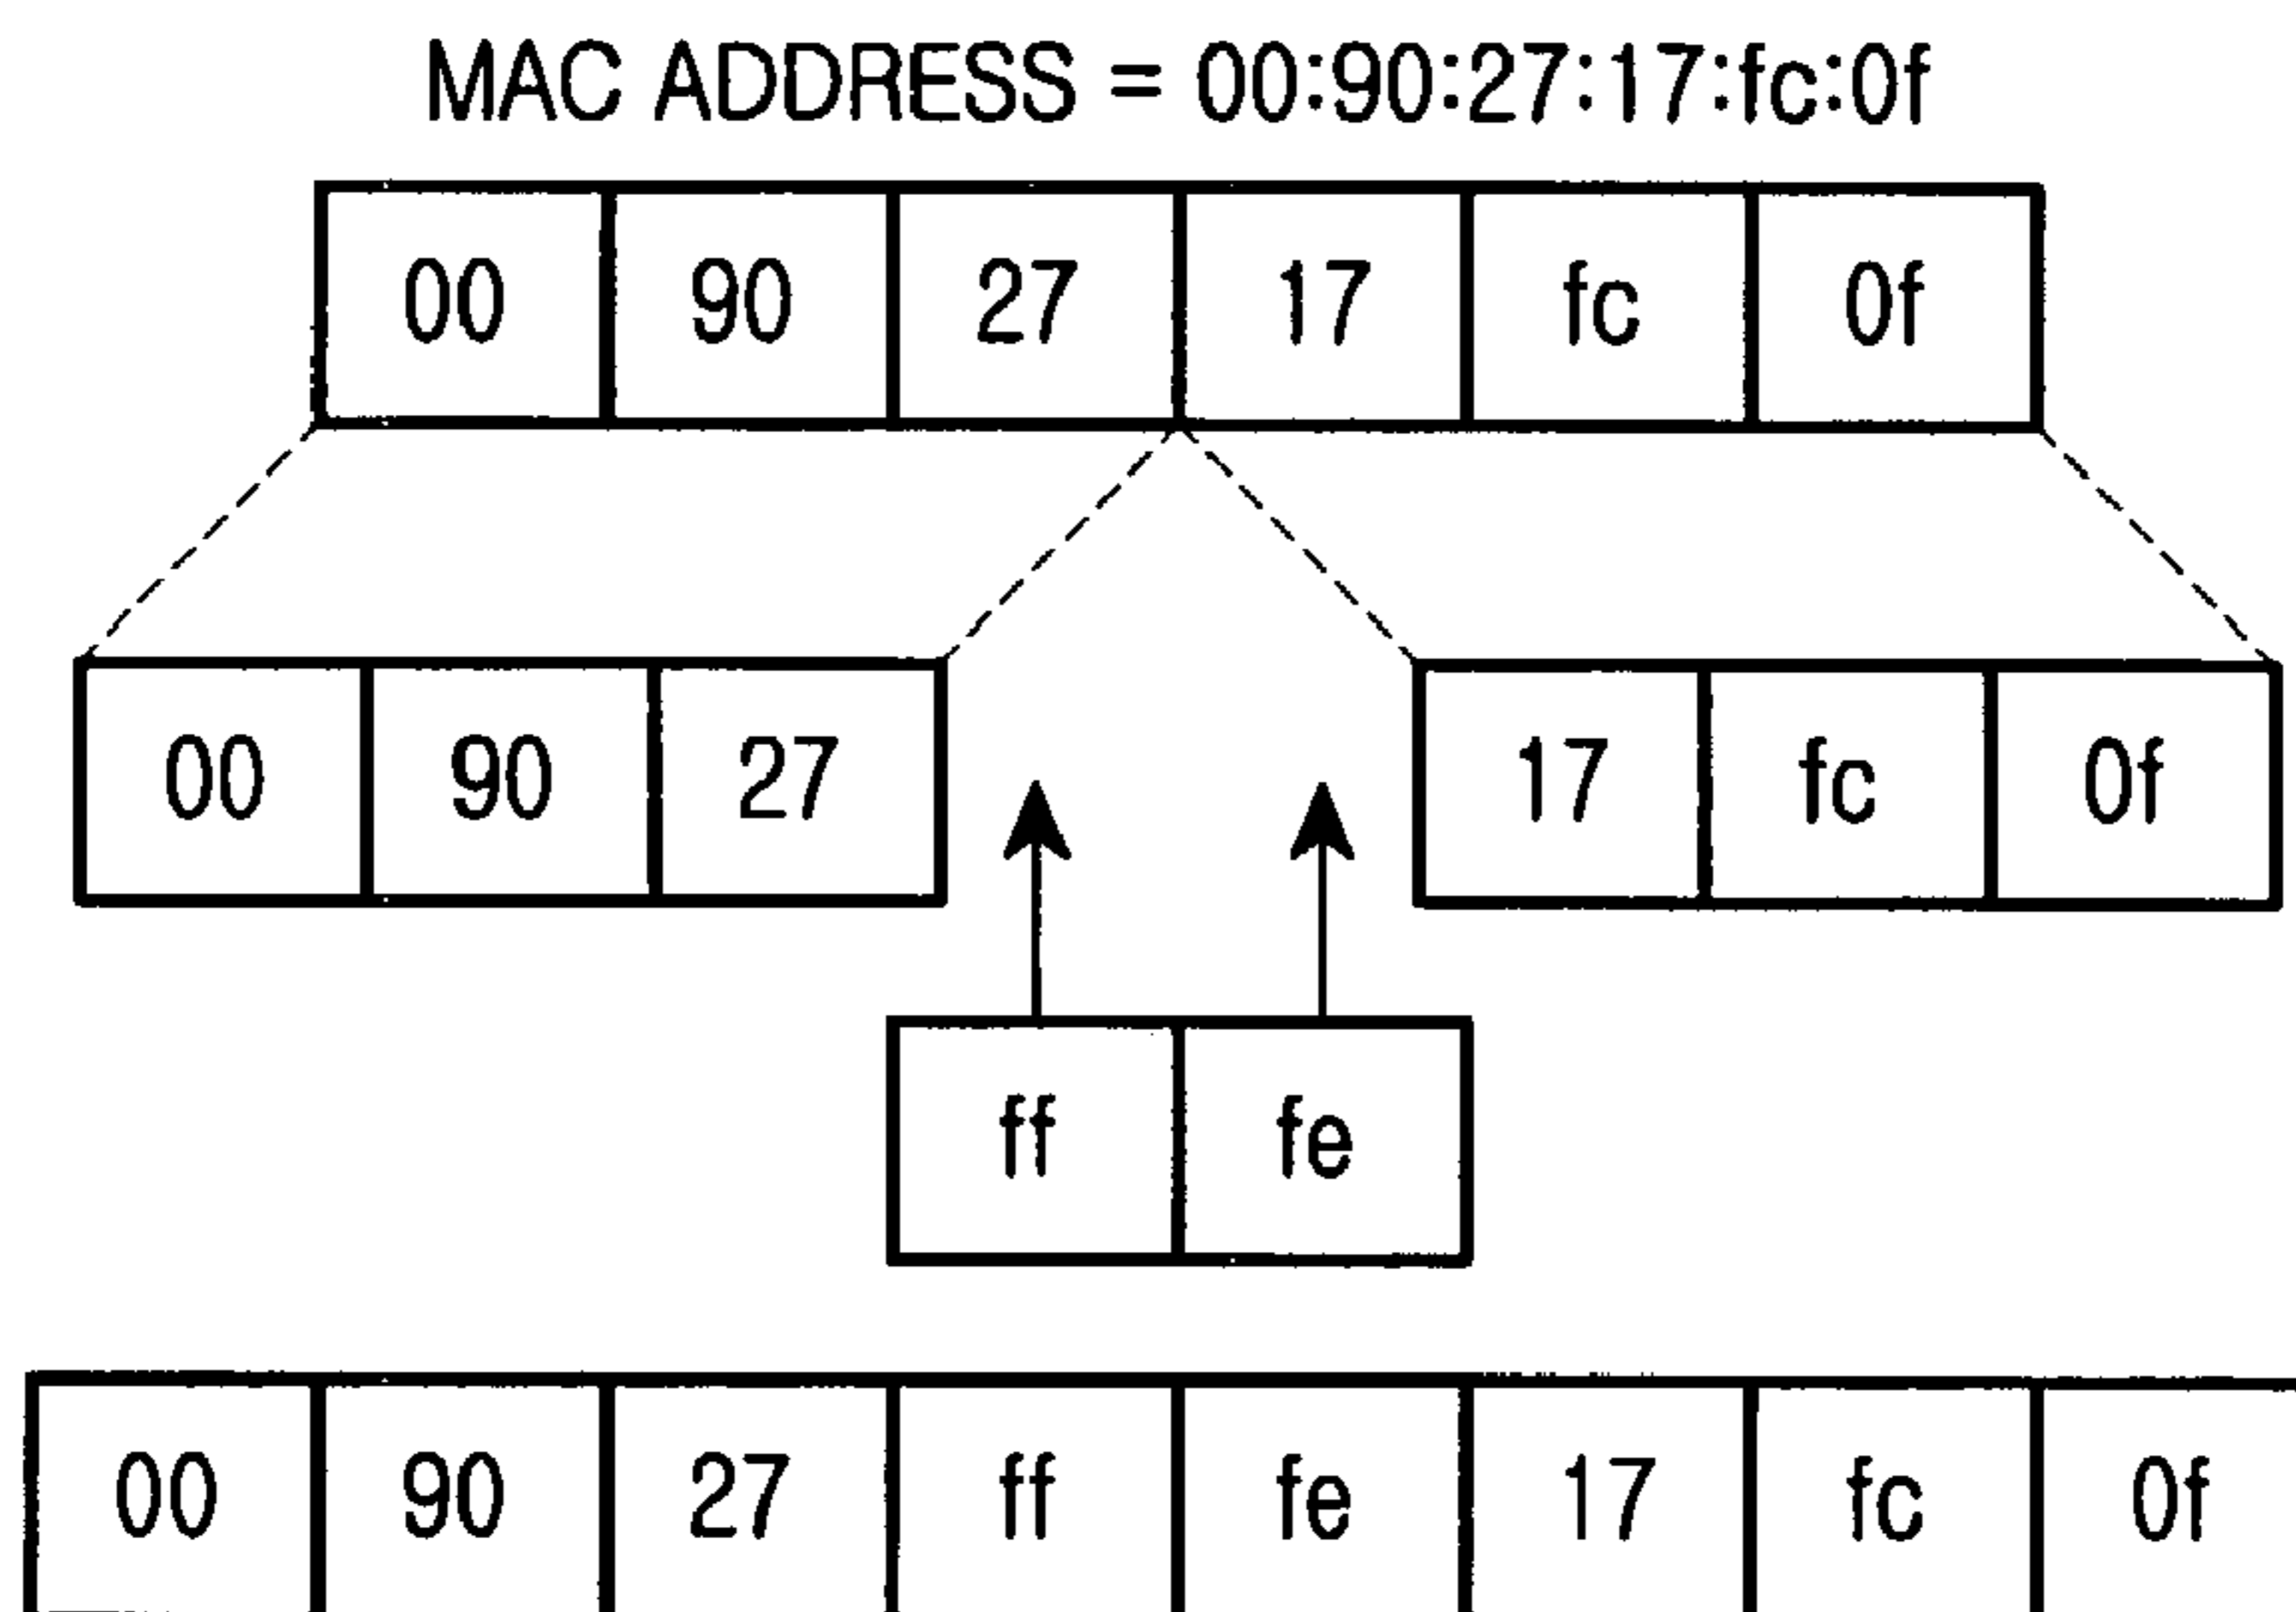 MAC ADDRESS = 00:90:27:17:fc:0f
00 90 27 17 fc 0f
00 90 27 17 fc 0f
ff fe
00 90 27 ff fe 17 fc 0f